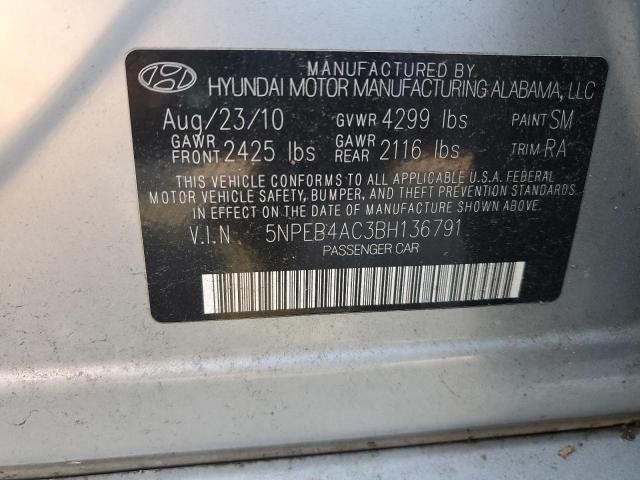 MANUFACTURED BY
HYUNDAI MOTOR MANUFACTURING ALABAMA, LLC
Aug/23/10 GVWR 4299 lbs PAINT SM
GAWR FRONT 2425 lbs GAWR REAR 2116 lbs TRIM RA
THIS VEHICLE CONFORMS TO ALL APPLICABLE U.S.A. FEDERAL
MOTOR VEHICLE SAFETY, BUMPER, AND THEFT PREVENTION STANDARDS
IN EFFECT ON THE DATE OF MANUFACTURE SHOWN ABOVE.
V.I.N 5NPEB4AC3BH136791
PASSENGER CAR